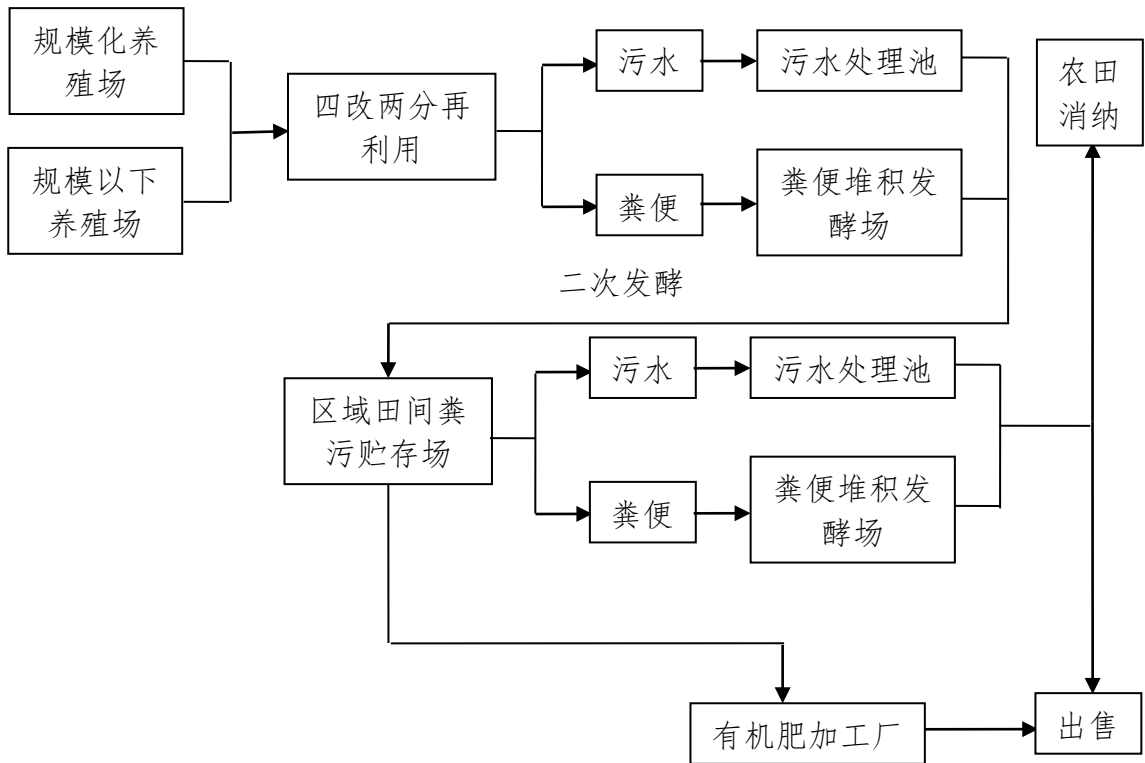 规模化养
殖场
规模以下
养殖场
四改两分再
利用
污水
污水处理池
粪便
粪便堆积发
酵场
农田
消纳
二次发酵
区域田间粪
污贮存场
污水
污水处理池
粪便
粪便堆积发
酵场
有机肥加工厂
出售